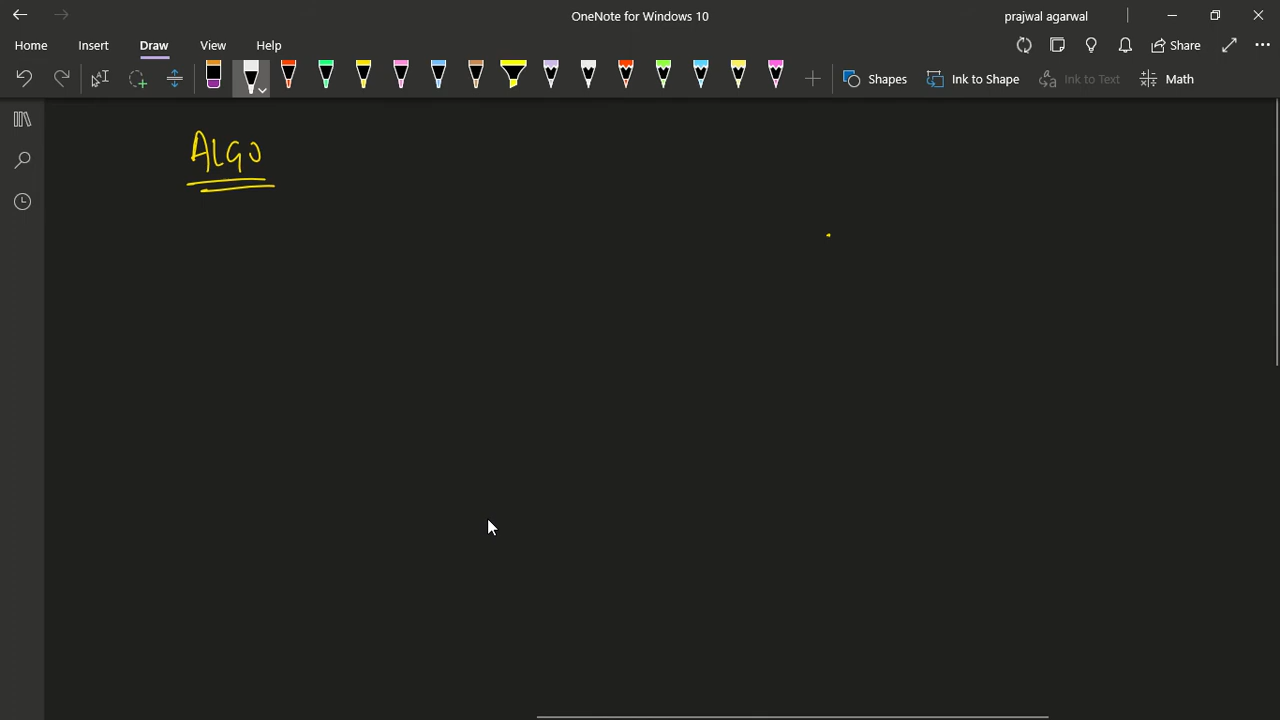 OneNote for Windows 10
prajwal agarwal
Home Insert Draw View Help
Share
Shapes Ink to Shape Ink to Text Math
ALGO